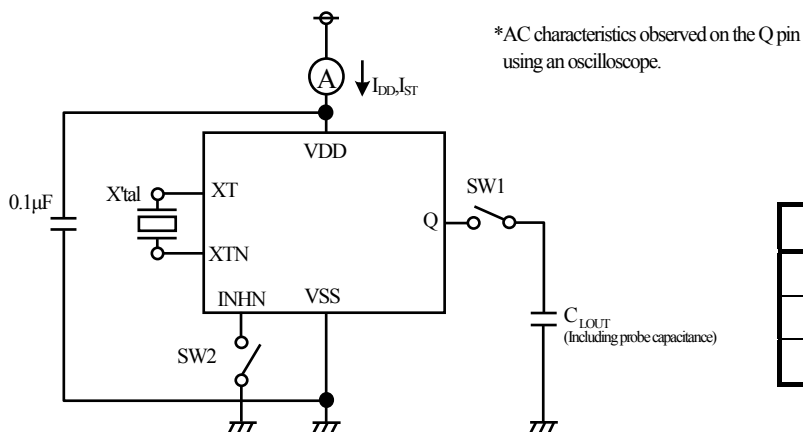 *AC characteristics observed on the Q pin
using an oscilloscope.
A
IDD,IST
VDD
X'tal
XT
SW1
0.1µF
Q
XTN
INHN
VSS
CLOUT
(Including probe capacitance)
SW2